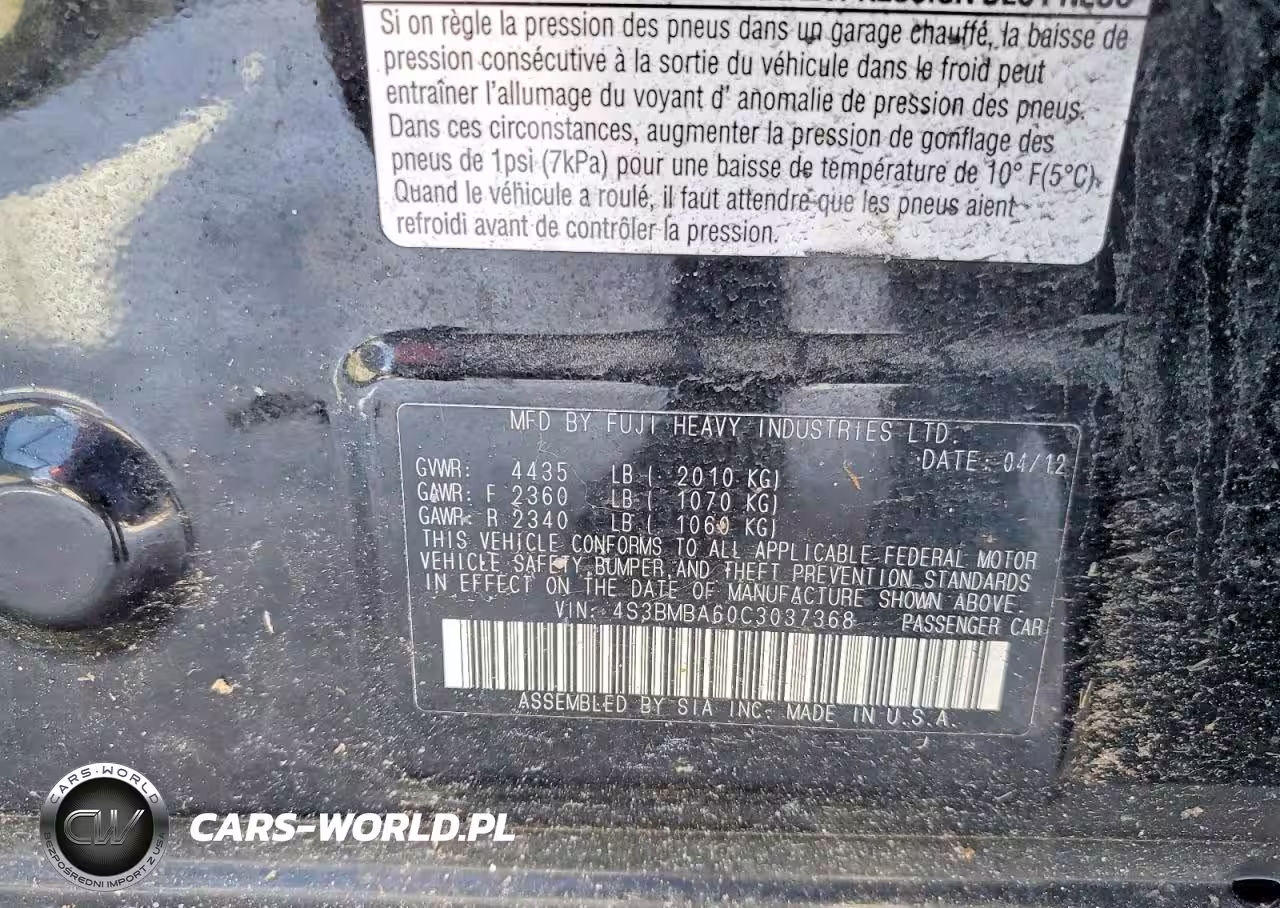 Si on règle la pression des pneus dans un garage chauffé, la baisse de
pression consécutive à la sortie du véhicule dans le froid peut
entraîner l'allumage du voyant d' anomalie de pression des pneus.
Dans ces circonstances, augmenter la pression de gonflage des
pneus de 1psi (7kPa) pour une baisse de température de 10° F(5°C).
Quand le véhicule a roulé, il faut attendre que les pneus aient
refroidi avant de contrôler la pression.
MFD BY FUJI HEAVY INDUSTRIES LTD.
DATE: 04/12
GVWR: 4435 LB ( 2010 KG)
GAWR: F 2360 LB ( 1070 KG)
GAWR: R 2340 LB ( 1060 KG)
THIS VEHICLE CONFORMS TO ALL APPLICABLE FEDERAL MOTOR
VEHICLE SAFETY, BUMPER, AND THEFT PREVENTION STANDARDS
IN EFFECT ON THE DATE OF MANUFACTURE SHOWN ABOVE.
VIN: 4S3BMBA60C3037368 PASSENGER CAR
ASSEMBLED BY SIA INC. MADE IN U.S.A.
CARS-WORLD
CW
BEZPOŚREDNI IMPORT Z USA
CARS-WORLD.PL